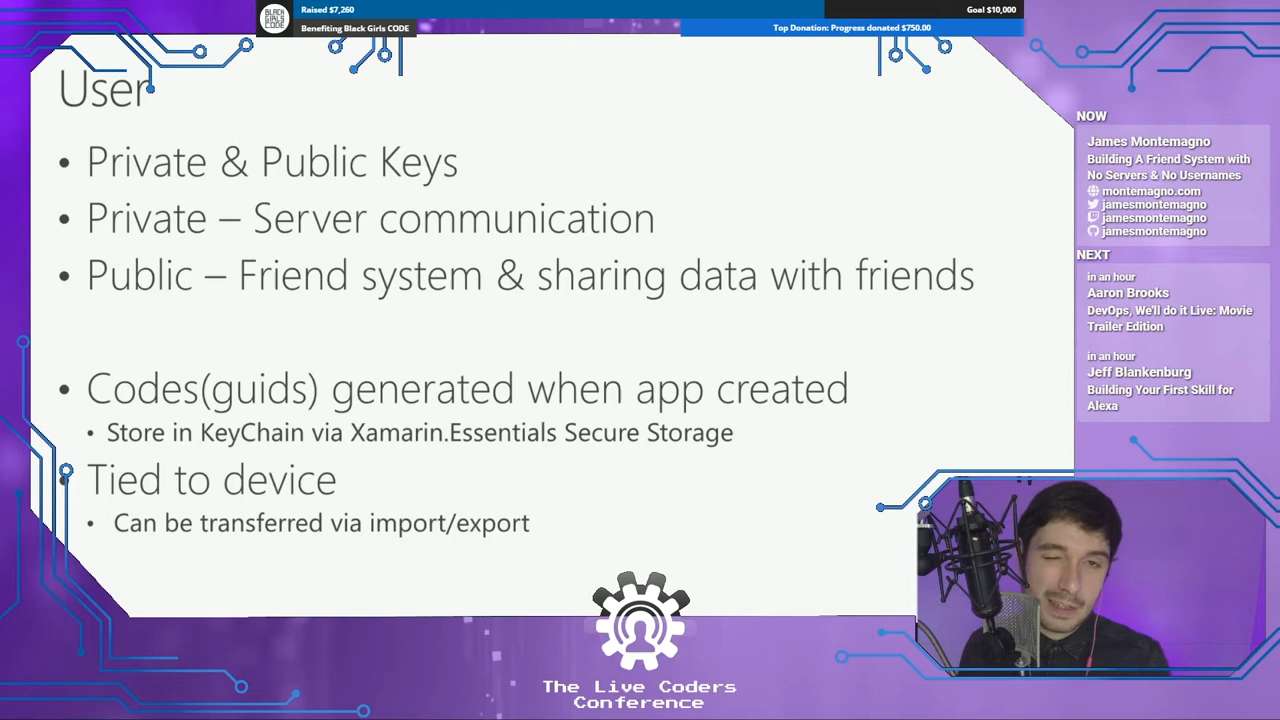 BLACK
GIRLS
CODE
Raised $7,260
Goal $10,000
Benefiting Black Girls CODE
Top Donation: Progress donated $750.00
User
• Private & Public Keys
• Private – Server communication
• Public – Friend system & sharing data with friends
• Codes(guids) generated when app created
• Store in KeyChain via Xamarin.Essentials Secure Storage
• Tied to device
• Can be transferred via import/export
NOW
James Montemagno
Building A Friend System with
No Servers & No Usernames
montemagno.com
jamesmontemagno
jamesmontemagno
jamesmontemagno
NEXT
in an hour
Aaron Brooks
DevOps, We'll do it Live: Movie
Trailer Edition
in an hour
Jeff Blankenburg
Building Your First Skill for
Alexa
The Live Coders
Conference